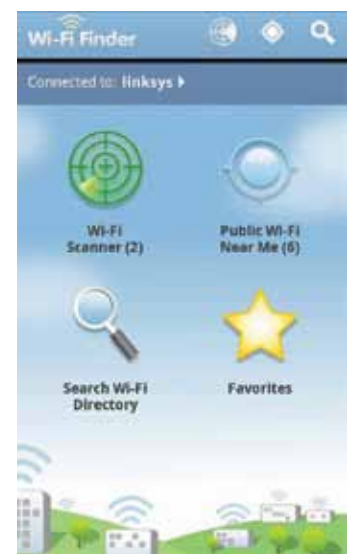 Wi-Fi Finder
Connected to: linksys
Wi-Fi
Scanner (2)
Public Wi-Fi
Near Me (6)
Search Wi-Fi
Directory
Favorites